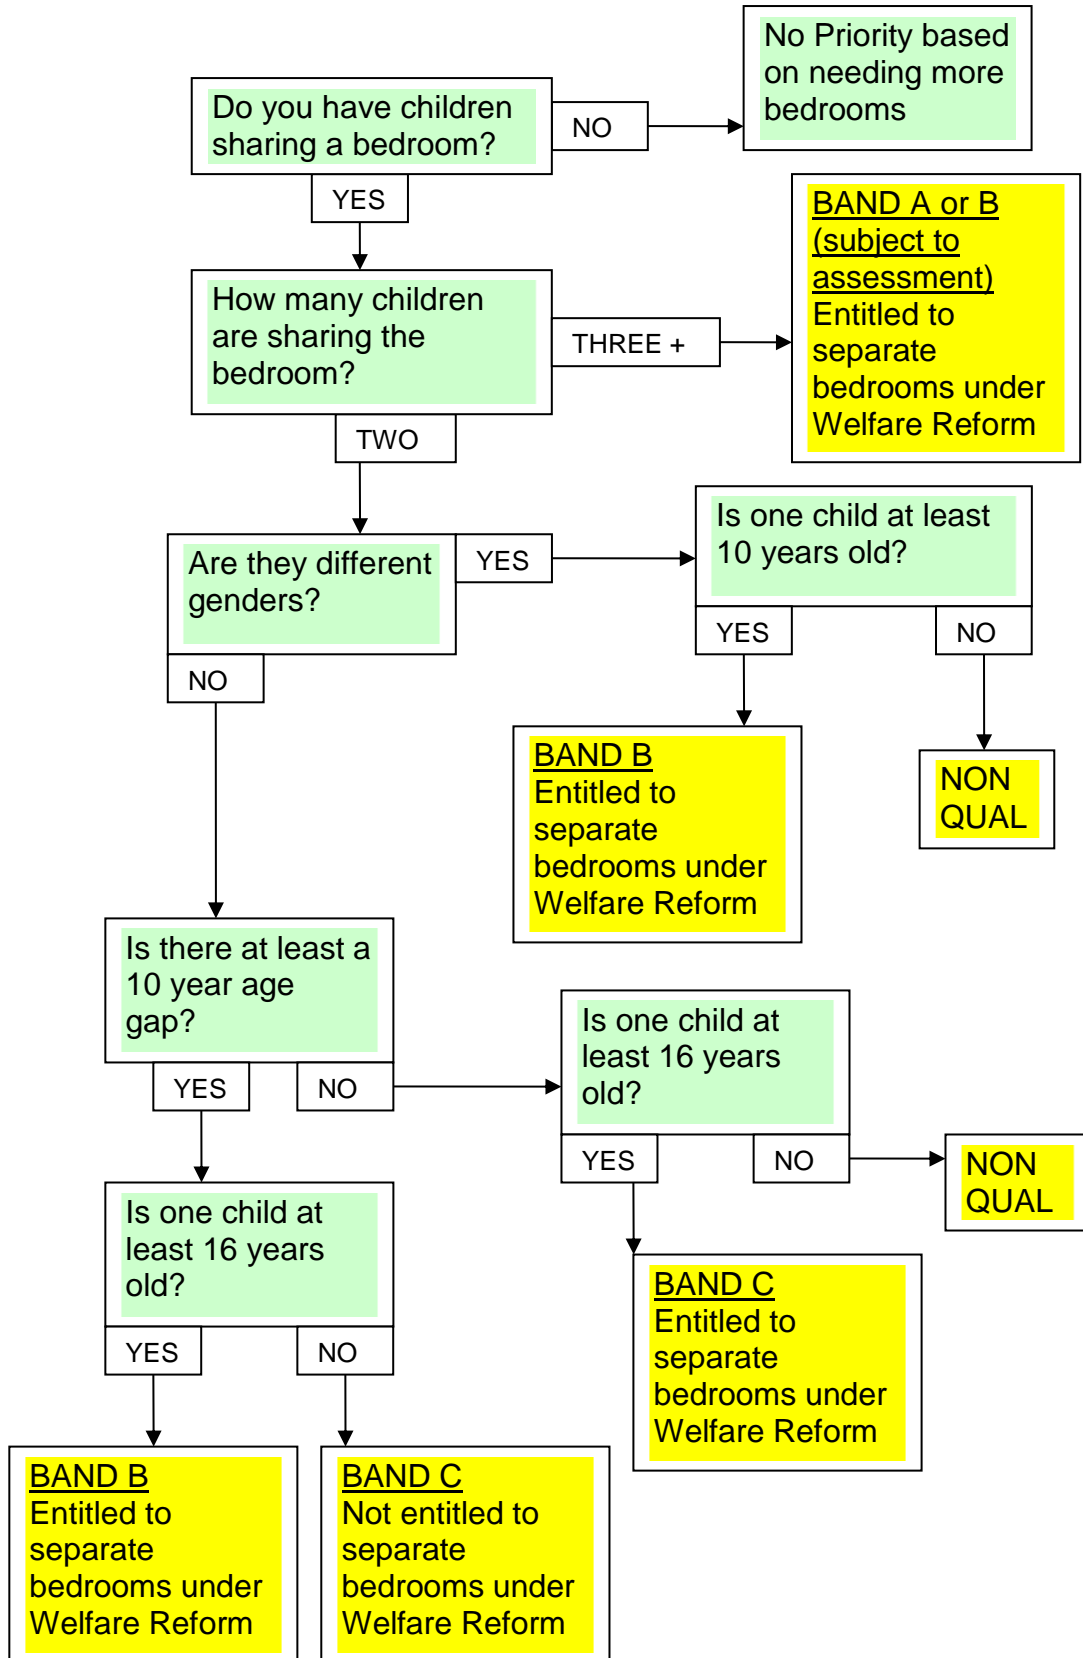 No Priority based
on needing more
bedrooms
Do you have children
sharing a bedroom?
NO
YES
BAND A or B
(subject to
assessment)
Entitled to
separate
bedrooms under
Welfare Reform
How many children
are sharing the
bedroom?
THREE +
TWO
Is one child at least
10 years old?
Are they different
genders?
YES
YES
NO
NO
BAND B
Entitled to
separate
bedrooms under
Welfare Reform
NON
QUAL
Is there at least a
10 year age
gap?
YES
NO
Is one child at
least 16 years
old?
YES
NO
NON
QUAL
Is one child at
least 16 years
old?
YES
NO
BAND C
Entitled to
separate
bedrooms under
Welfare Reform
BAND B
Entitled to
separate
bedrooms under
Welfare Reform
BAND C
Not entitled to
separate
bedrooms under
Welfare Reform